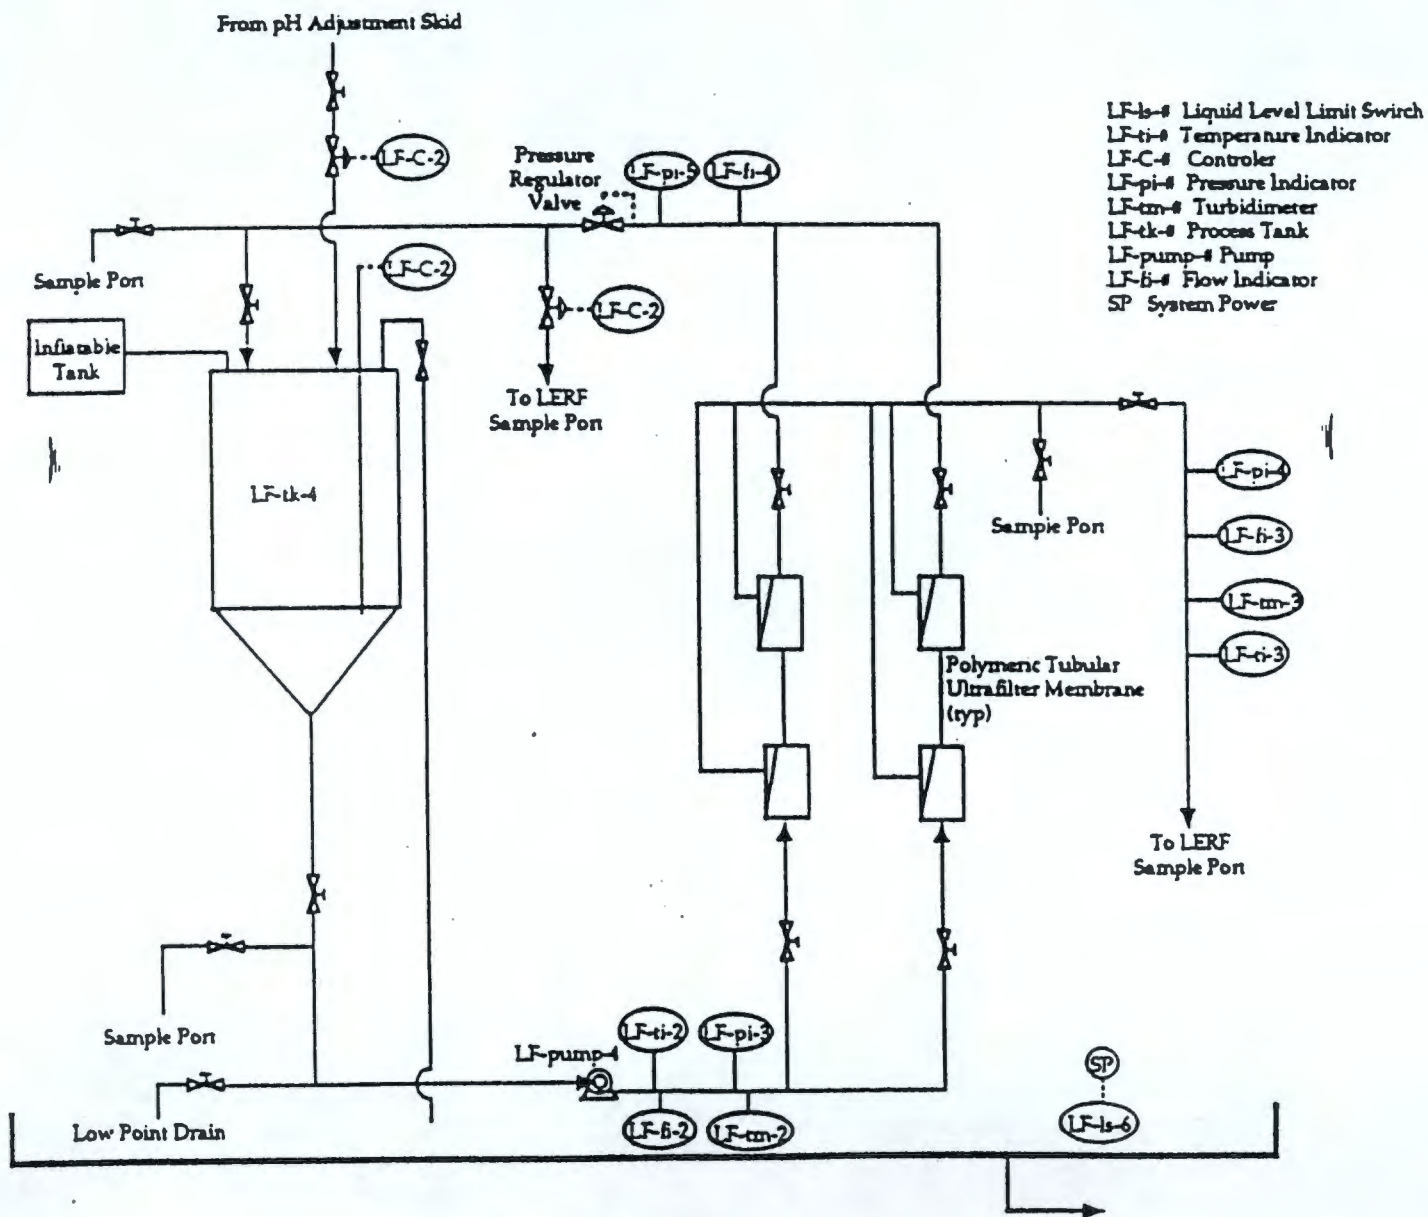 From pH Adjustment Skid
LF-ls-# Liquid Level Limit Switch
LF-ti-# Temperature Indicator
LF-C-# Controler
LF-pi-# Pressure Indicator
LF-tm-# Turbidimeter
LF-tk-# Process Tank
LF-pump-# Pump
LF-fi-# Flow Indicator
SP System Power
LF-C-2
Pressure
Regulator
Valve
LF-pi-5
LF-fi-4
Sample Port
LF-C-2
LF-C-2
Inflatable
Tank
To LERF
Sample Port
LF-tk-4
Sample Port
LF-pi-4
LF-fi-3
LF-tm-3
LF-ti-3
Polymeric Tubular
Ultrafilter Membrane
(typ)
To LERF
Sample Port
Sample Port
LF-pump-4
LF-ti-2
LF-pi-3
LF-fi-2
LF-tm-2
Low Point Drain
SP
LF-ls-6